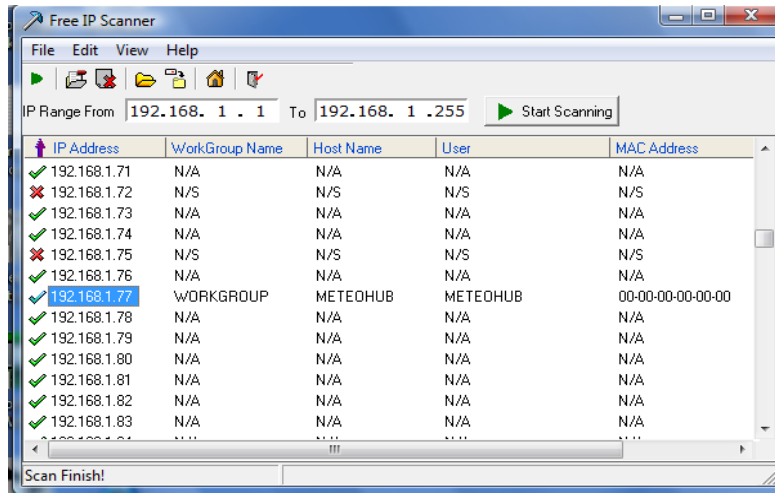 Free IP Scanner
File Edit View Help
IP Range From 192.168. 1 . 1 To 192.168. 1 .255 Start Scanning
IP Address WorkGroup Name Host Name User MAC Address
192.168.1.71 N/A N/A N/A N/A
192.168.1.72 N/S N/S N/S N/S
192.168.1.73 N/A N/A N/A N/A
192.168.1.74 N/A N/A N/A N/A
192.168.1.75 N/S N/S N/S N/S
192.168.1.76 N/A N/A N/A N/A
192.168.1.77 WORKGROUP METEOHUB METEOHUB 00-00-00-00-00-00
192.168.1.78 N/A N/A N/A N/A
192.168.1.79 N/A N/A N/A N/A
192.168.1.80 N/A N/A N/A N/A
192.168.1.81 N/A N/A N/A N/A
192.168.1.82 N/A N/A N/A N/A
192.168.1.83 N/A N/A N/A N/A
Scan Finish!